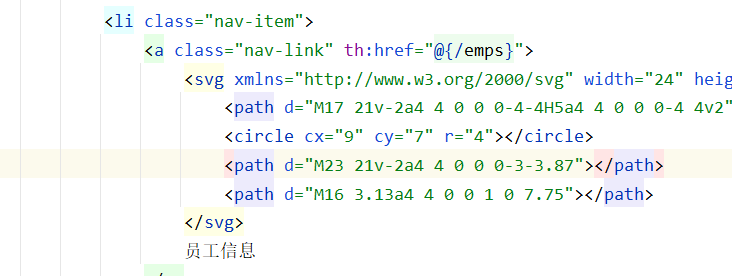 <li class="nav-item">
<a class="nav-link" th:href="@{/emps}">
<svg xmlns="http://www.w3.org/2000/svg" width="24" heig
<path d="M17 21v-2a4 4 0 0 0-4-4H5a4 4 0 0 0-4 4v2"
<circle cx="9" cy="7" r="4"></circle>
<path d="M23 21v-2a4 4 0 0 0-3-3.87"></path>
<path d="M16 3.13a4 4 0 0 1 0 7.75"></path>
</svg>
员工信息